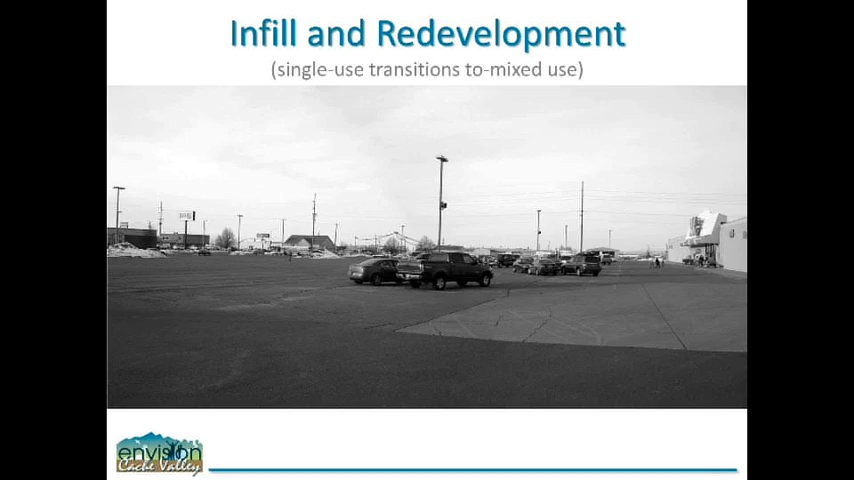 Infill and Redevelopment
(single-use transitions to-mixed use)
envision
Cache Valley